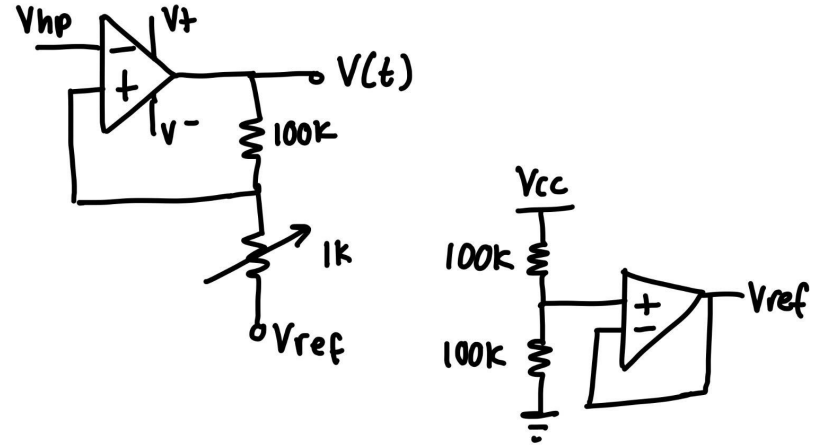 Vhp
V+
−
+
V(t)
V−
100K
1K
Vref
Vcc
100K
+
−
Vref
100K